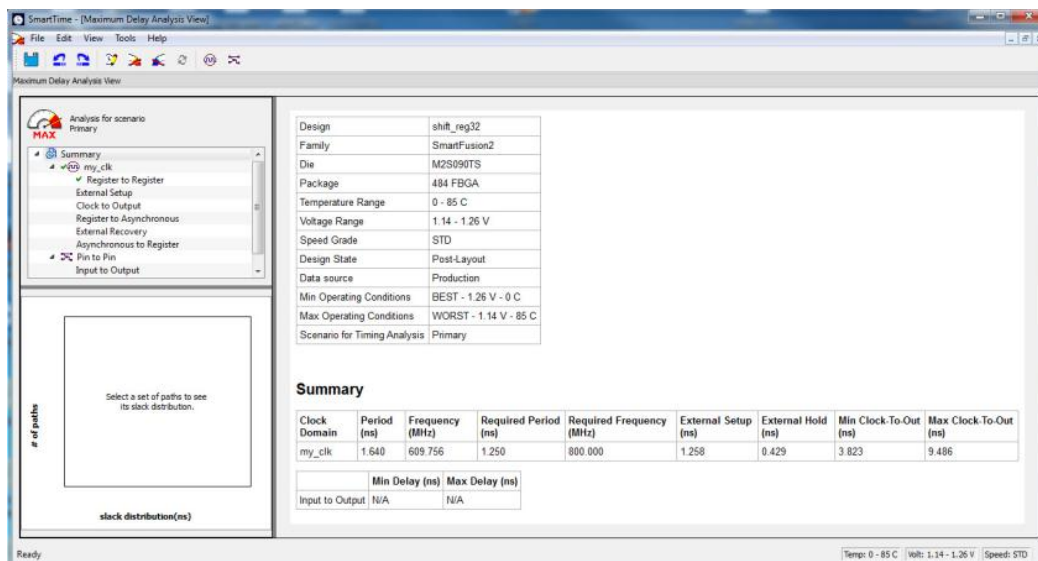 SmartTime - [Maximum Delay Analysis View]
File Edit View Tools Help
Maximum Delay Analysis View
MAX
Analysis for scenario
Primary
Summary
my_clk
Register to Register
External Setup
Clock to Output
Register to Asynchronous
External Recovery
Asynchronous to Register
Pin to Pin
Input to Output
# of paths
Select a set of paths to see
its slack distribution.
slack distribution(ns)
Design shift_reg32
Family SmartFusion2
Die M2S090TS
Package 484 FBGA
Temperature Range 0 - 85 C
Voltage Range 1.14 - 1.26 V
Speed Grade STD
Design State Post-Layout
Data source Production
Min Operating Conditions BEST - 1.26 V - 0 C
Max Operating Conditions WORST - 1.14 V - 85 C
Scenario for Timing Analysis Primary
Summary
Clock Domain Period (ns) Frequency (MHz) Required Period (ns) Required Frequency (MHz) External Setup (ns) External Hold (ns) Min Clock-To-Out (ns) Max Clock-To-Out (ns)
my_clk 1.640 609.756 1.250 800.000 1.258 0.429 3.823 9.486
Min Delay (ns) Max Delay (ns)
Input to Output N/A N/A
Ready Temp: 0 - 85 C Volt: 1.14 - 1.26 V Speed: STD